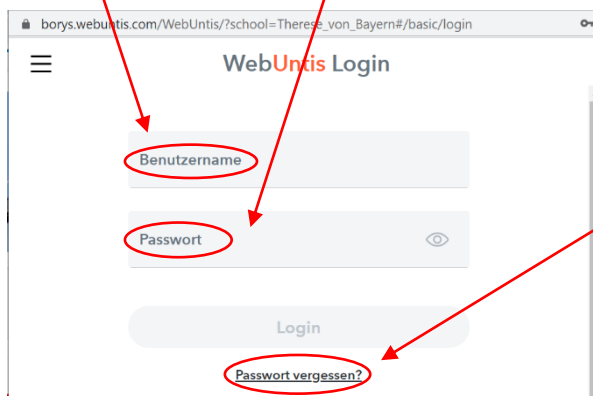 borys.webuntis.com/WebUntis/?school=Therese_von_Bayern#/basic/login
WebUntis Login
Benutzername
Passwort
Login
Passwort vergessen?